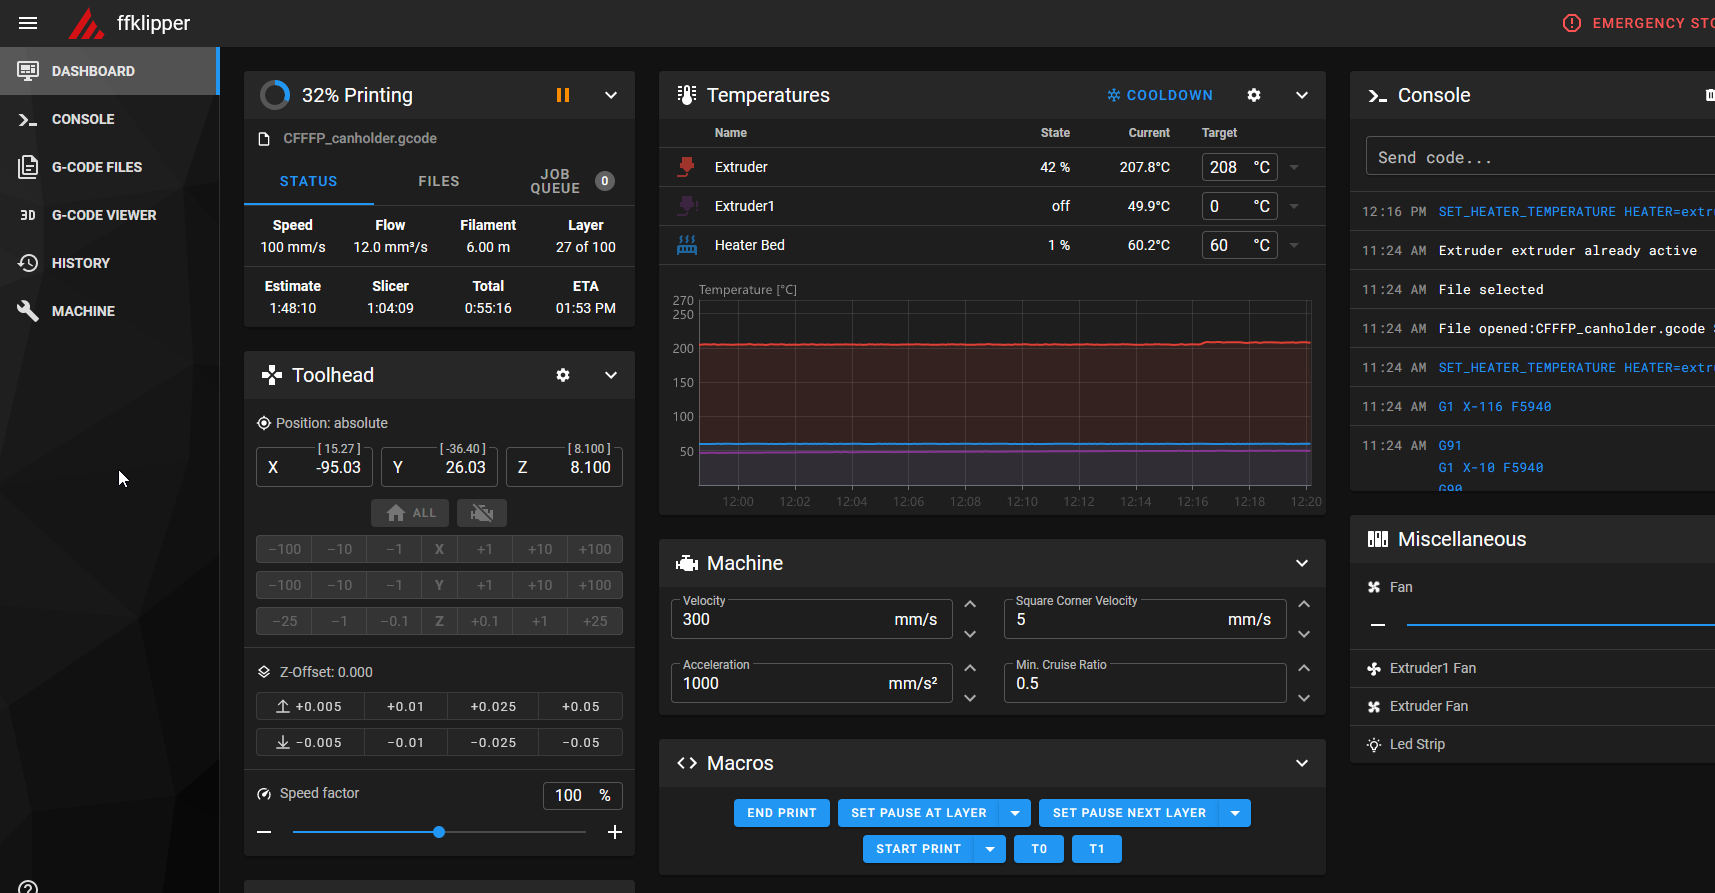 ffklipper
EMERGENCY STO
DASHBOARD
CONSOLE
G-CODE FILES
3D G-CODE VIEWER
HISTORY
MACHINE
32% Printing
CFFFP_canholder.gcode
STATUS FILES JOB QUEUE 0
Speed Flow Filament Layer
100 mm/s 12.0 mm³/s 6.00 m 27 of 100
Estimate Slicer Total ETA
1:48:10 1:04:09 0:55:16 01:53 PM
Toolhead
Position: absolute
[ 15.27 ] [ -36.40 ] [ 8.100 ]
X -95.03 Y 26.03 Z 8.100
ALL
−100 −10 −1 X +1 +10 +100
−100 −10 −1 Y +1 +10 +100
−25 −1 −0.1 Z +0.1 +1 +25
Z-Offset: 0.000
+0.005 +0.01 +0.025 +0.05
−0.005 −0.01 −0.025 −0.05
Speed factor 100 %
Temperatures COOLDOWN
Name State Current Target
Extruder 42 % 207.8°C 208 °C
Extruder1 off 49.9°C 0 °C
Heater Bed 1 % 60.2°C 60 °C
Temperature [°C]
270
250
200
150
100
50
12:00 12:02 12:04 12:06 12:08 12:10 12:12 12:14 12:16 12:18 12:20
Machine
Velocity
300 mm/s
Square Corner Velocity
5 mm/s
Acceleration
1000 mm/s²
Min. Cruise Ratio
0.5
Macros
END PRINT SET PAUSE AT LAYER SET PAUSE NEXT LAYER
START PRINT T0 T1
Console
Send code...
12:16 PM SET_HEATER_TEMPERATURE HEATER=extru
11:24 AM Extruder extruder already active
11:24 AM File selected
11:24 AM File opened:CFFFP_canholder.gcode
11:24 AM SET_HEATER_TEMPERATURE HEATER=extru
11:24 AM G1 X-116 F5940
11:24 AM G91
G1 X-10 F5940
G90
Miscellaneous
Fan
Extruder1 Fan
Extruder Fan
Led Strip